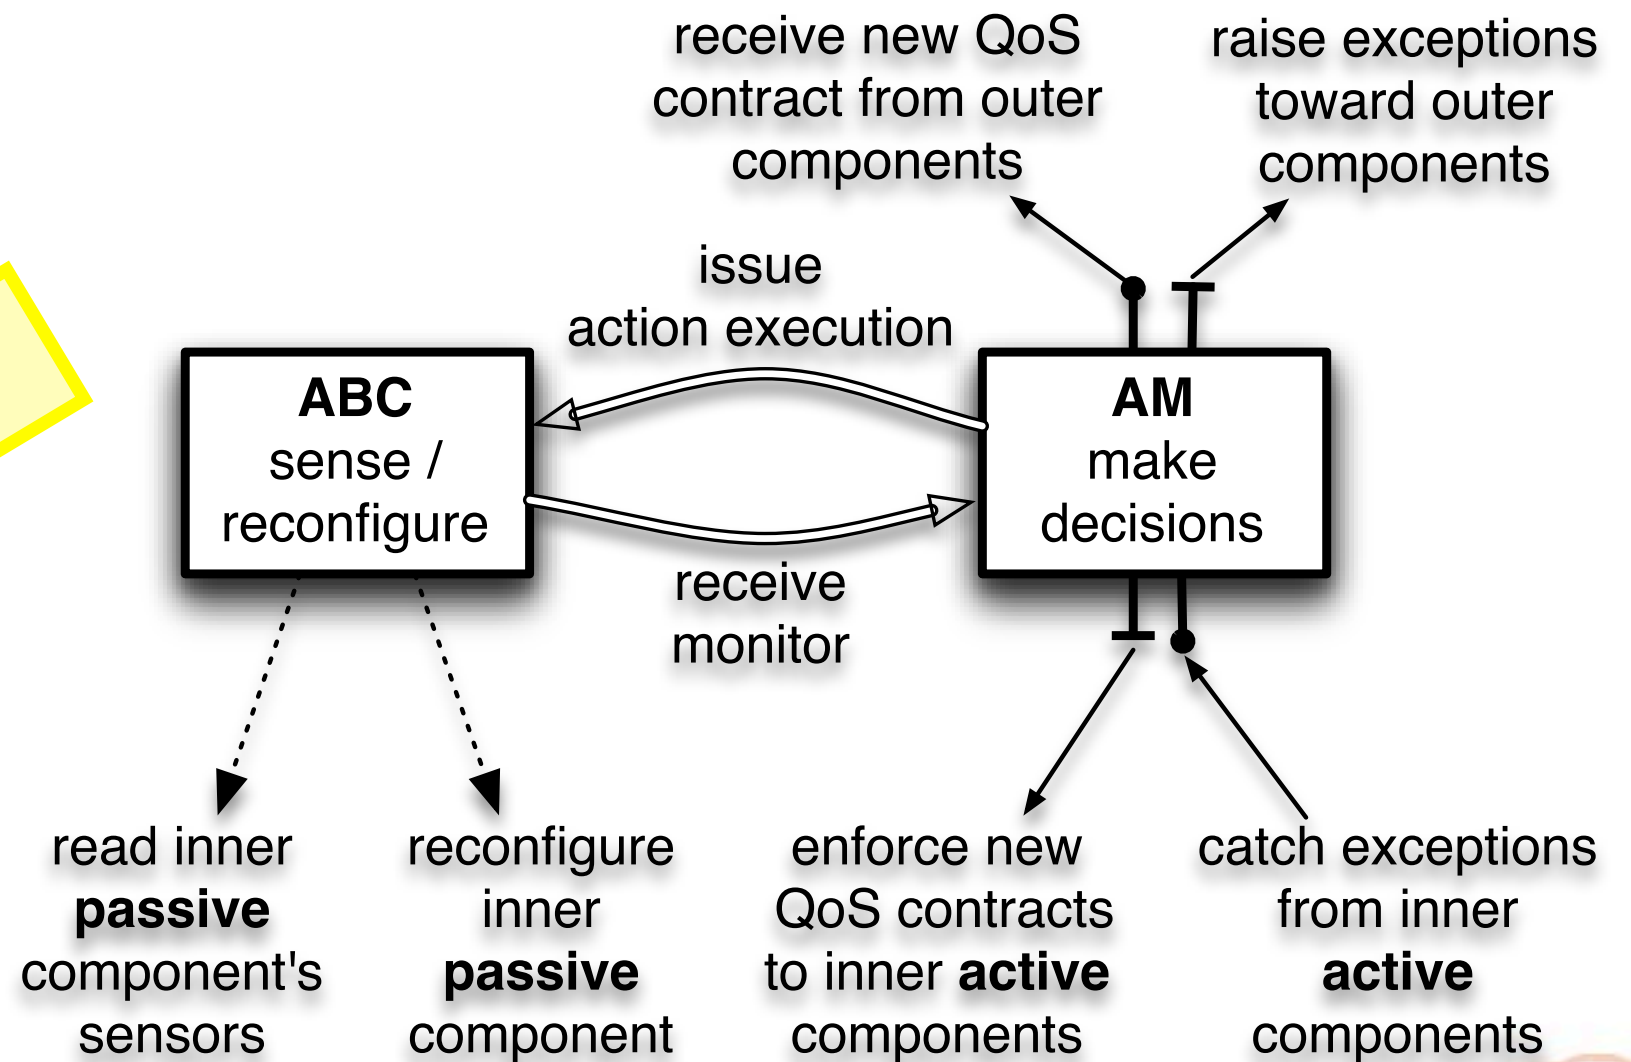 receive new QoS
contract from outer
components
raise exceptions
toward outer
components
issue
action execution
ABC
sense /
reconfigure
AM
make
decisions
receive
monitor
read inner
passive
component's
sensors
reconfigure
inner
passive
component
enforce new
QoS contracts
to inner active
components
catch exceptions
from inner
active
components